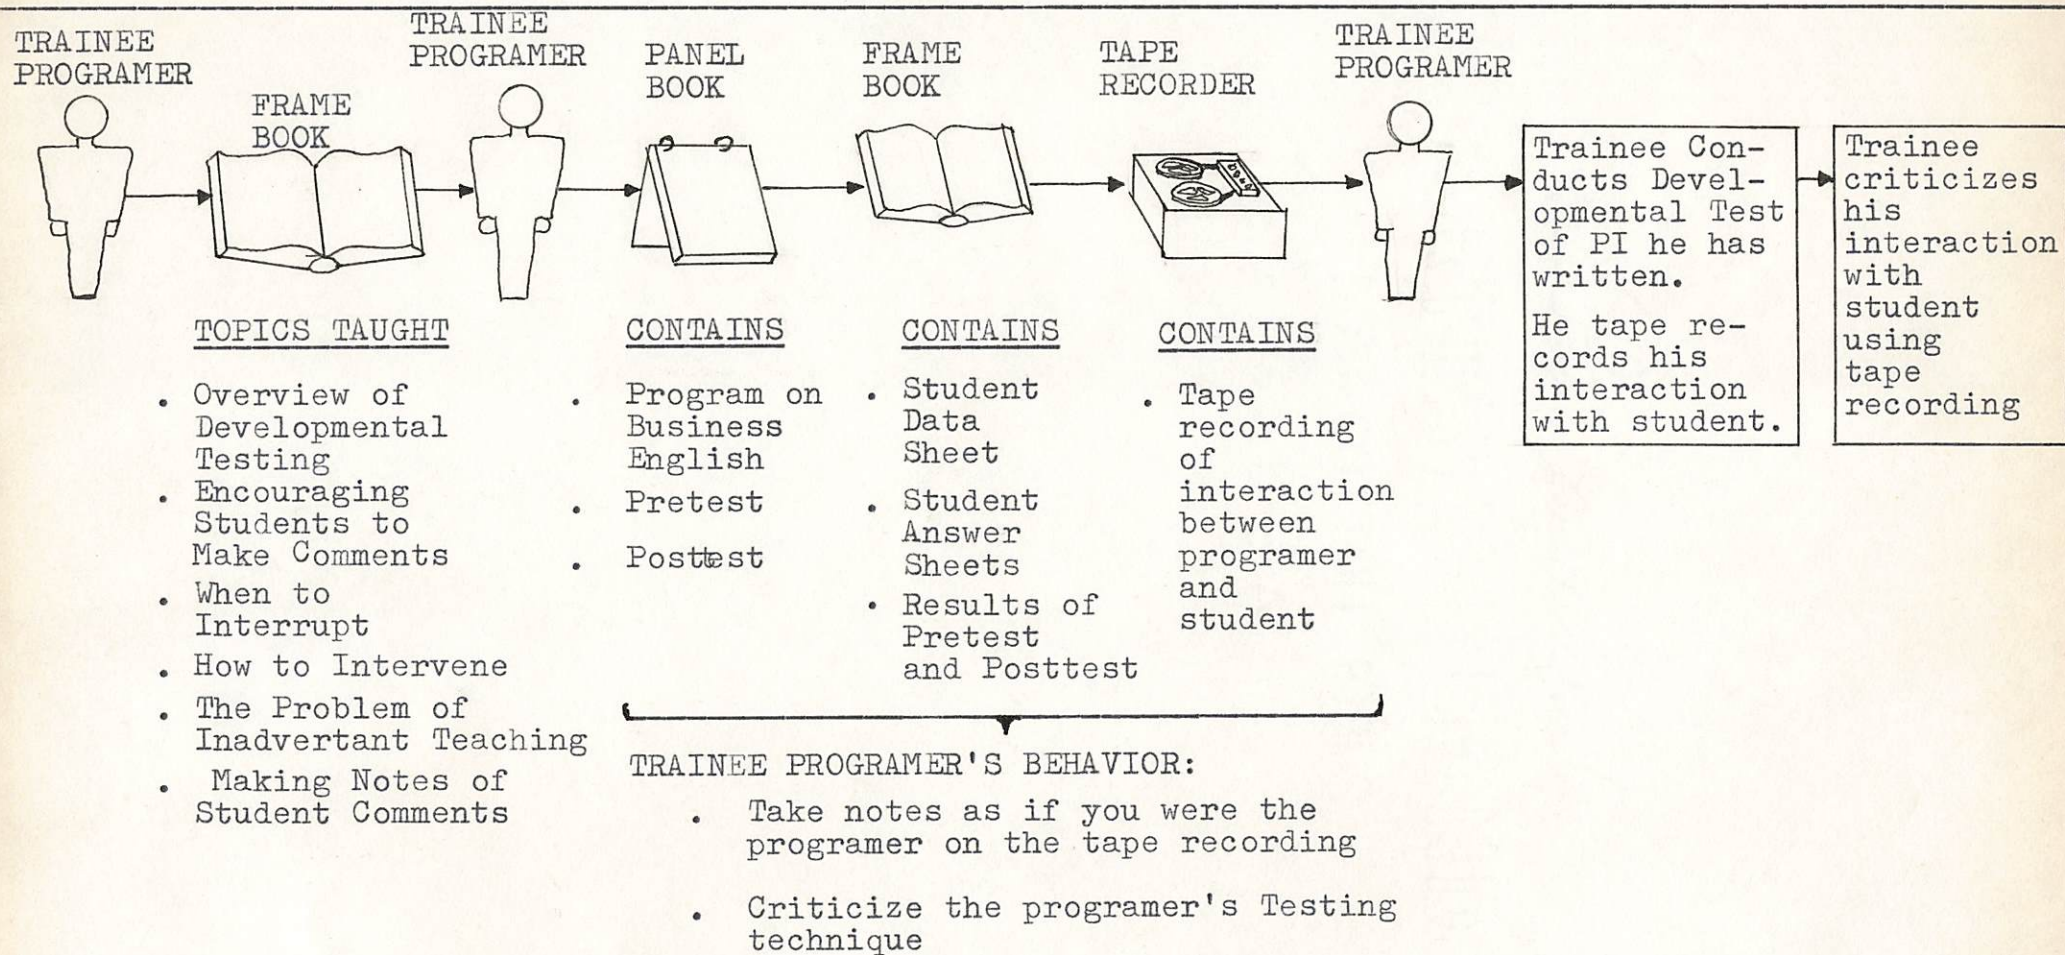 TRAINEE
PROGRAMER
FRAME
BOOK
TRAINEE
PROGRAMER
PANEL
BOOK
FRAME
BOOK
TAPE
RECORDER
TRAINEE
PROGRAMER
Trainee Con-
ducts Devel-
opmental Test
of PI he has
written.
He tape re-
cords his
interaction
with student.
Trainee
criticizes
his
interaction
with
student
using
tape
recording
TOPICS TAUGHT
. Overview of
Developmental
Testing
. Encouraging
Students to
Make Comments
. When to
Interrupt
. How to Intervene
. The Problem of
Inadvertant Teaching
. Making Notes of
Student Comments
CONTAINS
. Program on
Business
English
. Pretest
. Posttest
CONTAINS
. Student
Data
Sheet
. Student
Answer
Sheets
. Results of
Pretest
and Posttest
CONTAINS
. Tape
recording
of
interaction
between
programer
and
student
TRAINEE PROGRAMER'S BEHAVIOR:
. Take notes as if you were the
programer on the tape recording
. Criticize the programer's Testing
technique